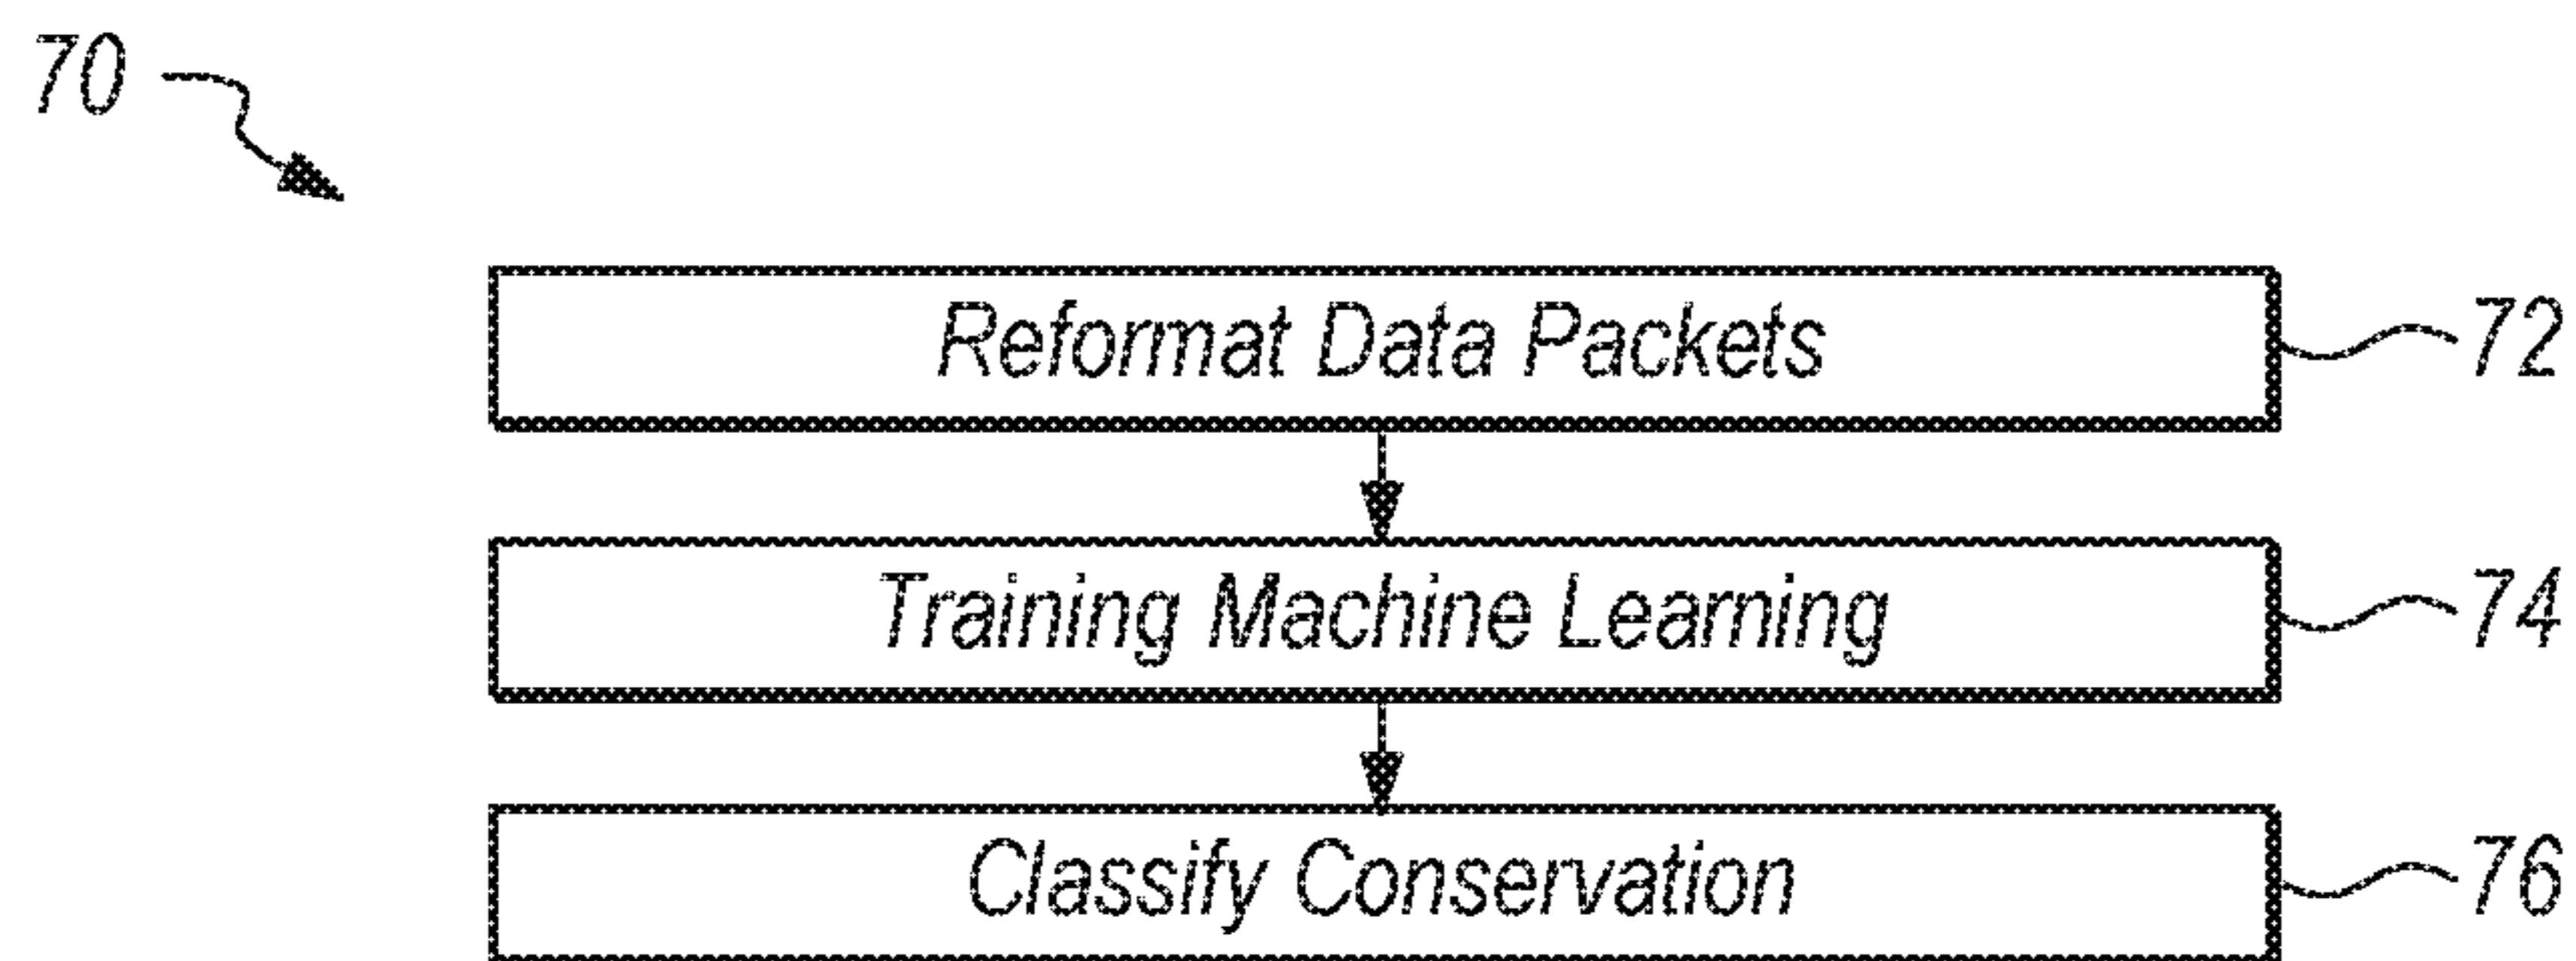 70
Reformat Data Packets
72
Training Machine Learning
74
Classify Conservation
76